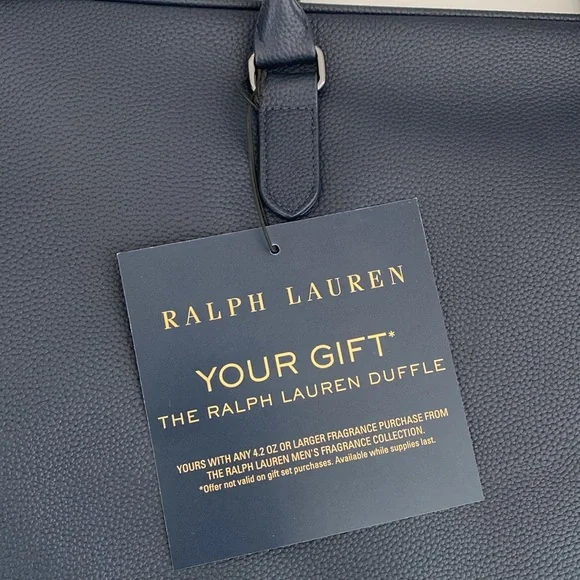 RALPH LAUREN
YOUR GIFT*
THE RALPH LAUREN DUFFLE
YOURS WITH ANY 4.2 OZ OR LARGER FRAGRANCE PURCHASE FROM
THE RALPH LAUREN MEN'S FRAGRANCE COLLECTION.
*Offer not valid on gift set purchases. Available while supplies last.